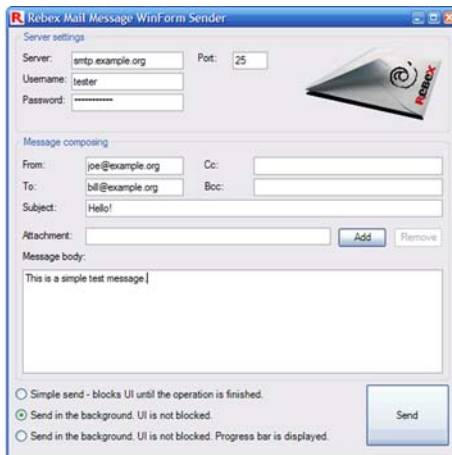 Rebex Mail Message WinForm Sender
Server settings
Server: smtp.example.org Port: 25
Username: tester
Password: ••••••••••••
REBEX
Message composing
From: joe@example.org Cc:
To: bill@example.org Bcc:
Subject: Hello!
Attachment: Add Remove
Message body:
This is a simple test message.
Simple send - blocks UI until the operation is finished.
Send in the background. UI is not blocked.
Send in the background. UI is not blocked. Progress bar is displayed.
Send